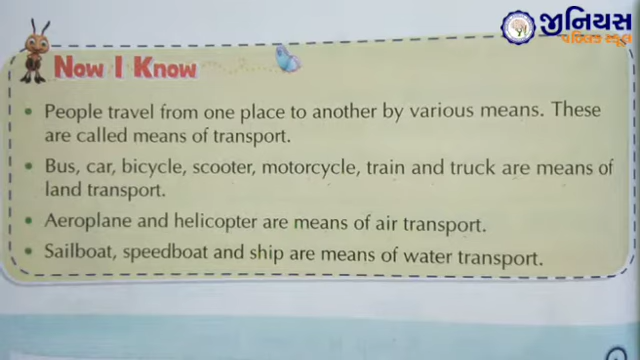 જીનિયસ
પબ્લિક સ્કૂલ
Now I Know
• People travel from one place to another by various means. These
are called means of transport.
• Bus, car, bicycle, scooter, motorcycle, train and truck are means of
land transport.
• Aeroplane and helicopter are means of air transport.
• Sailboat, speedboat and ship are means of water transport.